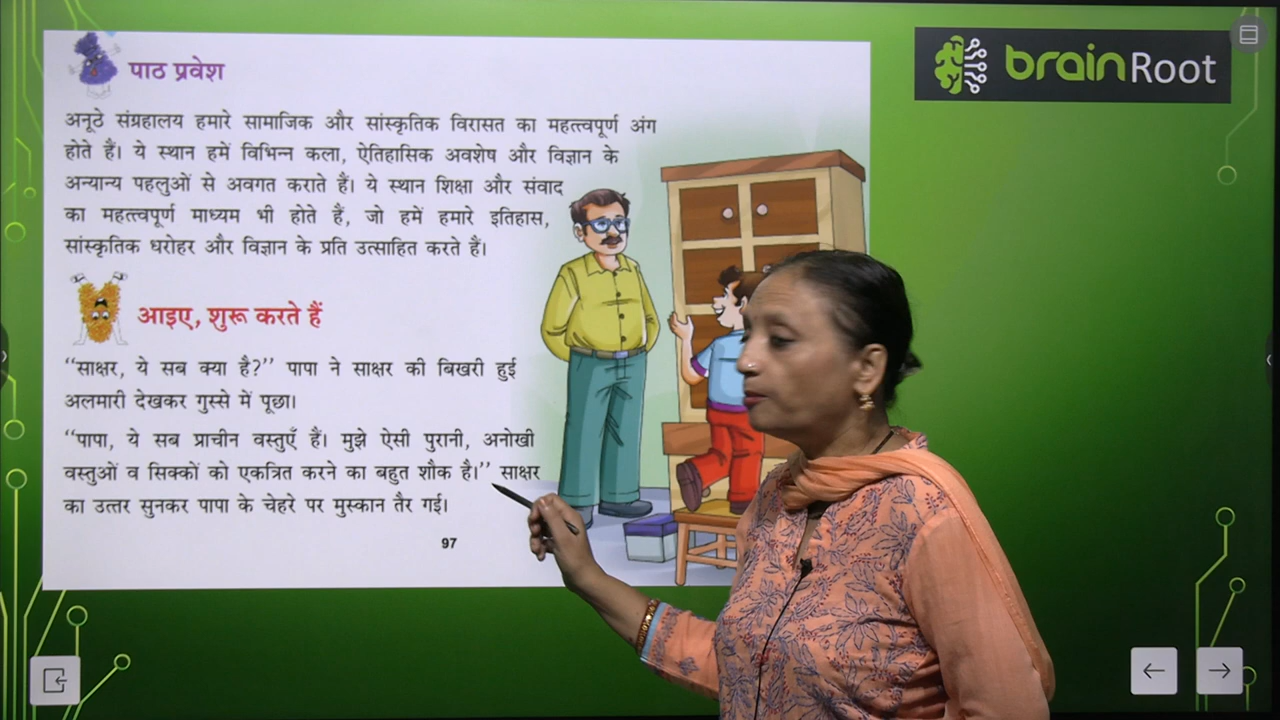 पाठ प्रवेश
brainRoot
अनूठे संग्रहालय हमारे सामाजिक और सांस्कृतिक विरासत का महत्त्वपूर्ण अंग
होते हैं। ये स्थान हमें विभिन्न कला, ऐतिहासिक अवशेष और विज्ञान के
अन्यान्य पहलुओं से अवगत कराते हैं। ये स्थान शिक्षा और संवाद
का महत्त्वपूर्ण माध्यम भी होते हैं, जो हमें हमारे इतिहास,
सांस्कृतिक धरोहर और विज्ञान के प्रति उत्साहित करते हैं।
आइए, शुरू करते हैं
“साक्षर, ये सब क्या है?” पापा ने साक्षर की बिखरी हुई
अलमारी देखकर गुस्से में पूछा।
“पापा, ये सब प्राचीन वस्तुएँ हैं। मुझे ऐसी पुरानी, अनोखी
वस्तुओं व सिक्कों को एकत्रित करने का बहुत शौक है।” साक्षर
का उत्तर सुनकर पापा के चेहरे पर मुस्कान तैर गई।
97